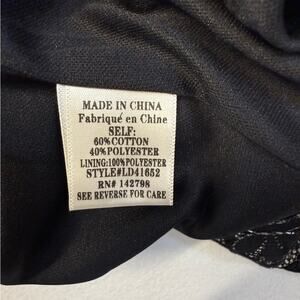 MADE IN CHINA
Fabriqué en Chine
SELF:
60%COTTON
40%POLYESTER
LINING:100%POLYESTER
STYLE#LD41652
RN# 142798
SEE REVERSE FOR CARE